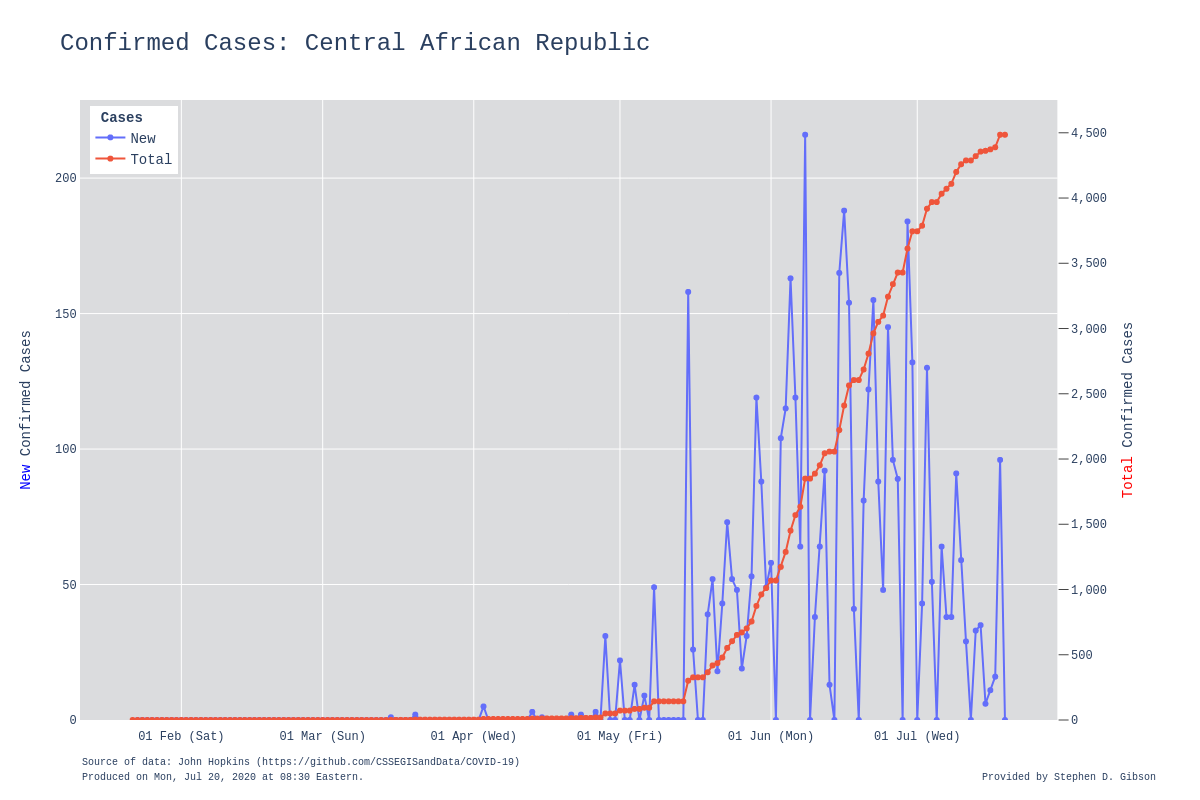 Confirmed Cases: Central African Republic
Cases
New
Total
200
150
100
50
0
4,500
4,000
3,500
3,000
2,500
2,000
1,500
1,000
500
0
New Confirmed Cases
Total Confirmed Cases
01 Feb (Sat)
01 Mar (Sun)
01 Apr (Wed)
01 May (Fri)
01 Jun (Mon)
01 Jul (Wed)
Source of data: John Hopkins (https://github.com/CSSEGISandData/COVID-19)
Produced on Mon, Jul 20, 2020 at 08:30 Eastern.
Provided by Stephen D. Gibson